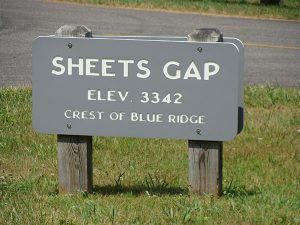 SHEETS GAP
ELEV. 3342
CREST OF BLUE RIDGE